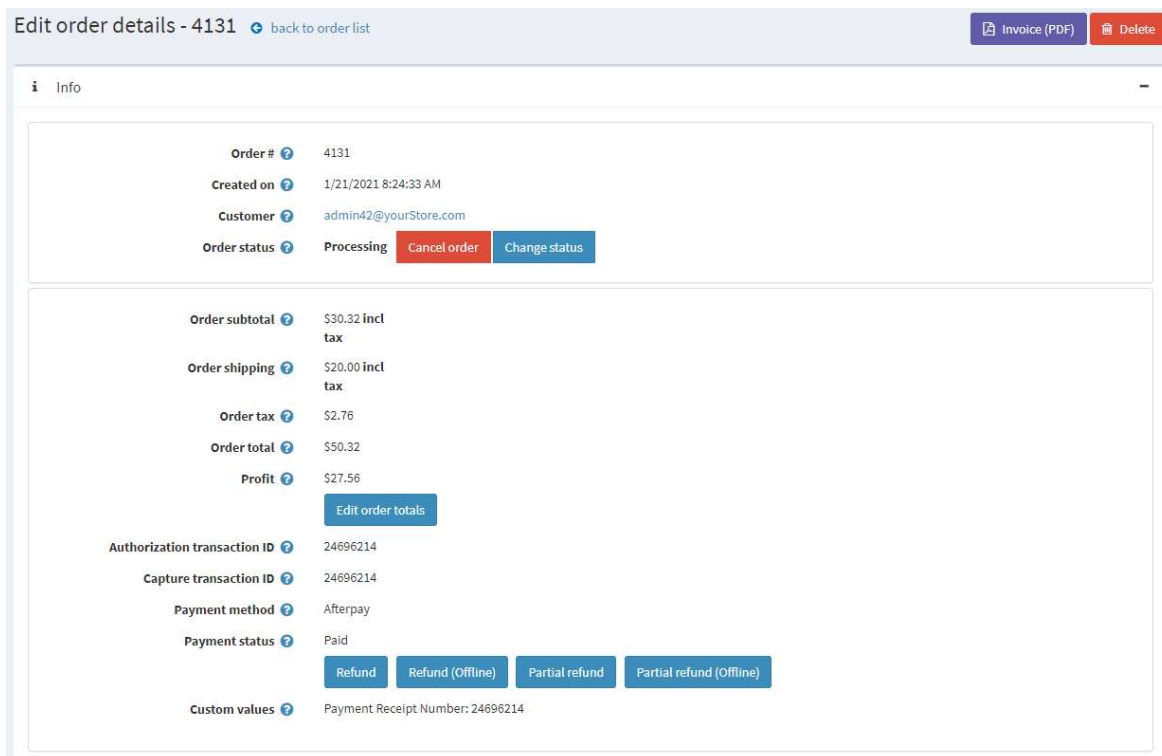 Edit order details - 4131 back to order list Invoice (PDF) Delete
Info
Order # 4131
Created on 1/21/2021 8:24:33 AM
Customer admin42@yourStore.com
Order status Processing Cancel order Change status
Order subtotal $30.32 incl
tax
Order shipping $20.00 incl
tax
Order tax $2.76
Order total $50.32
Profit $27.56
Edit order totals
Authorization transaction ID 24696214
Capture transaction ID 24696214
Payment method Afterpay
Payment status Paid
Refund Refund (Offline) Partial refund Partial refund (Offline)
Custom values Payment Receipt Number: 24696214